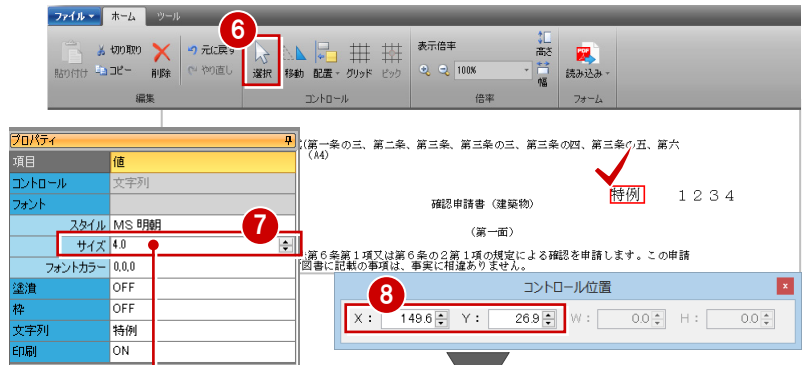 ファイル ホーム ツール
6
切り取り 元に戻す 表示倍率
貼り付け コピー 削除 やり直し 選択 移動 配置 グリッド ピック 100% 高さ 幅 読み込み
編集 コントロール 倍率 フォーム
プロパティ
項目 値
コントロール 文字列
フォント
スタイル MS 明朝
サイズ 4.0
7
フォントカラー 0,0,0
塗潰 OFF
枠 OFF
文字列 特例
印刷 ON
(第一条の三、第二条、第三条、第三条の三、第三条の四、第三条の五、第六
(A4)
特例 1234
確認申請書（建築物）
（第一面）
第６条第１項又は第６条の２第１項の規定による確認を申請します。この申請
図書に記載の事項は、事実に相違ありません。
8
コントロール位置 x
X： 149.6 Y： 26.9 W： 0.0 H： 0.0